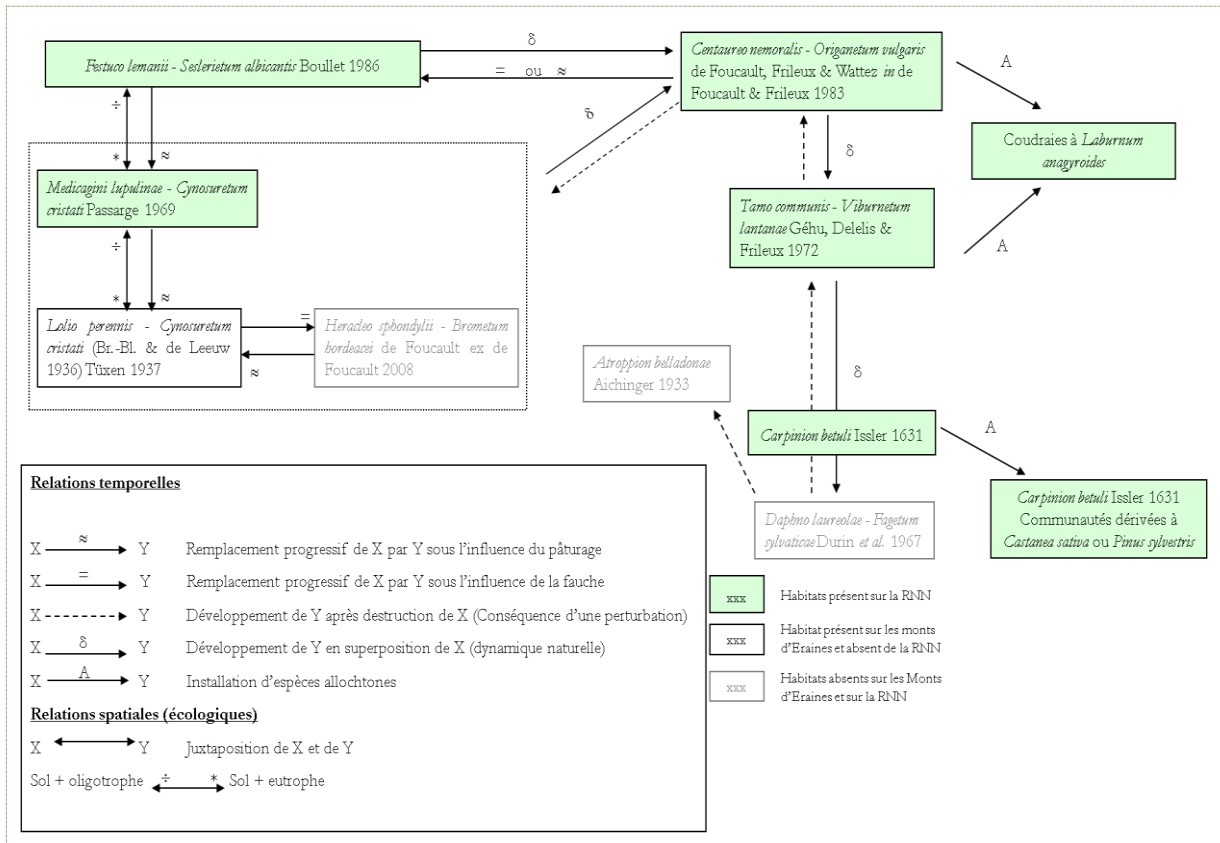 Festuco lemanii - Seslerietum albicantis Boullet 1986
δ
= ou ≈
Centaureo nemoralis - Origanetum vulgaris
de Foucault, Frileux & Wattez in de
Foucault & Frileux 1983
A
÷
*
≈
δ
δ
Coudraies à Laburnum
anagyroides
Medicagini lupulinae - Cynosuretum
cristati Passarge 1969
Tamo communis - Viburnetum
lantanae Géhu, Delelis &
Frileux 1972
A
÷
*
≈
Lolio perennis - Cynosuretum
cristati (Br.-Bl. & de Leeuw
1936) Tüxen 1937
=
≈
Heracleo sphondylii - Brometum
hordeacei de Foucault ex de
Foucault 2008
Atroppion belladonae
Aichinger 1933
δ
Carpinion betuli Issler 1631
A
Daphno laureolae - Fagetum
sylvaticae Durin et al. 1967
Carpinion betuli Issler 1631
Communautés dérivées à
Castanea sativa ou Pinus sylvestris
Relations temporelles
X ≈ Y Remplacement progressif de X par Y sous l'influence du pâturage
X = Y Remplacement progressif de X par Y sous l'influence de la fauche
X Y Développement de Y après destruction de X (Conséquence d'une perturbation)
X δ Y Développement de Y en superposition de X (dynamique naturelle)
X A Y Installation d'espèces allochtones
Relations spatiales (écologiques)
X Y Juxtaposition de X et de Y
Sol + oligotrophe ÷ * Sol + eutrophe
xxx Habitats présent sur la RNN
xxx Habitat présent sur les monts
d'Eraines et absent de la RNN
xxx Habitats absents sur les Monts
d'Eraines et sur la RNN